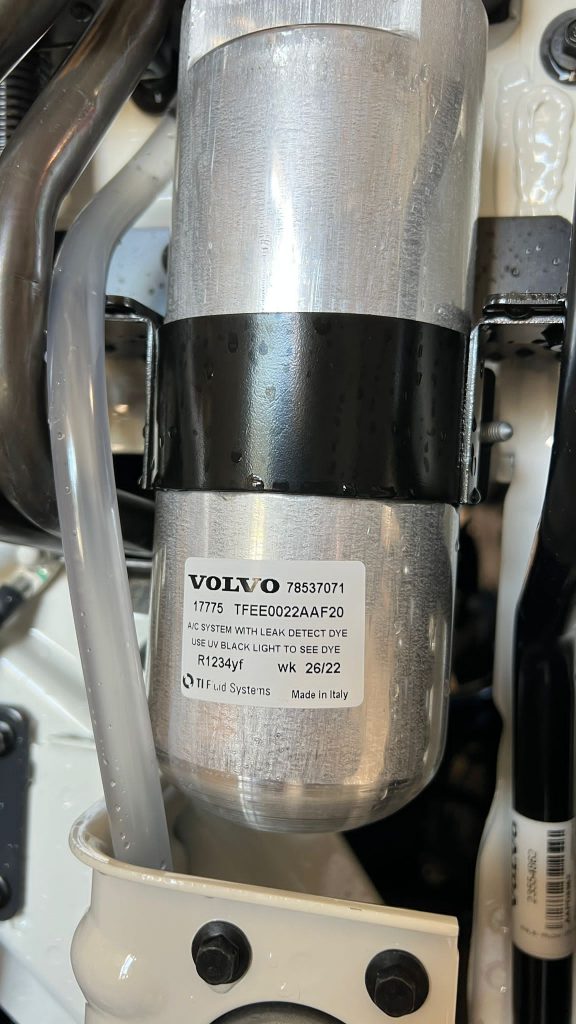 VOLVO 78537071
17775 TFEE0022AAF20
A/C SYSTEM WITH LEAK DETECT DYE
USE UV BLACK LIGHT TO SEE DYE
R1234yf wk 26/22
TI Fluid Systems Made in Italy
VOLVO
23554862